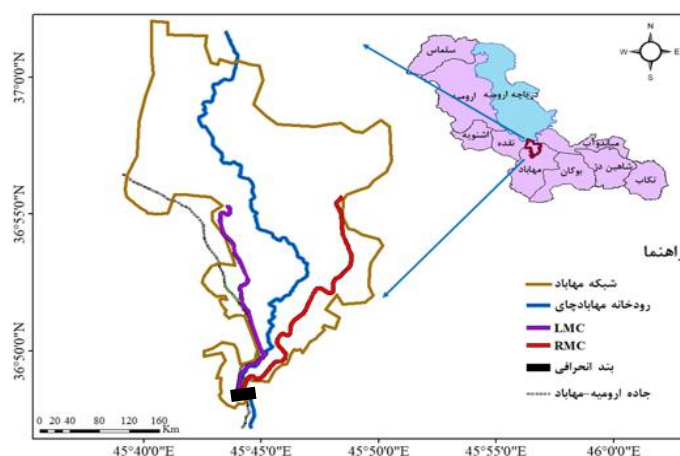 N
W E
S
سلماس
ارومیه
دریاچه ارومیه
اشنویه
نقده
میاندوآب
مهاباد
بوکان
شاهین دژ
تکاب
راهنما
شبکه مهاباد
رودخانه مهابادچای
LMC
RMC
بند انحرافی
جاده ارومیه-مهاباد
37°0'0"N
36°55'0"N
36°50'0"N
0 20 40 80 120 160
Km
45°40'0"E 45°45'0"E 45°50'0"E 45°55'0"E 46°0'0"E